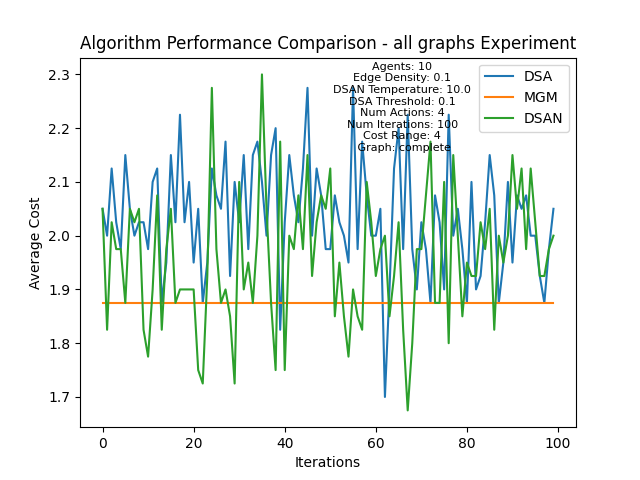 Algorithm Performance Comparison - all graphs Experiment
Agents: 10
Edge Density: 0.1
DSAN Temperature: 10.0
DSA Threshold: 0.1
Num Actions: 4
Num Iterations: 100
Cost Range: 4
Graph: complete
DSA
MGM
DSAN
Average Cost
2.3
2.2
2.1
2.0
1.9
1.8
1.7
0
20
40
60
80
100
Iterations